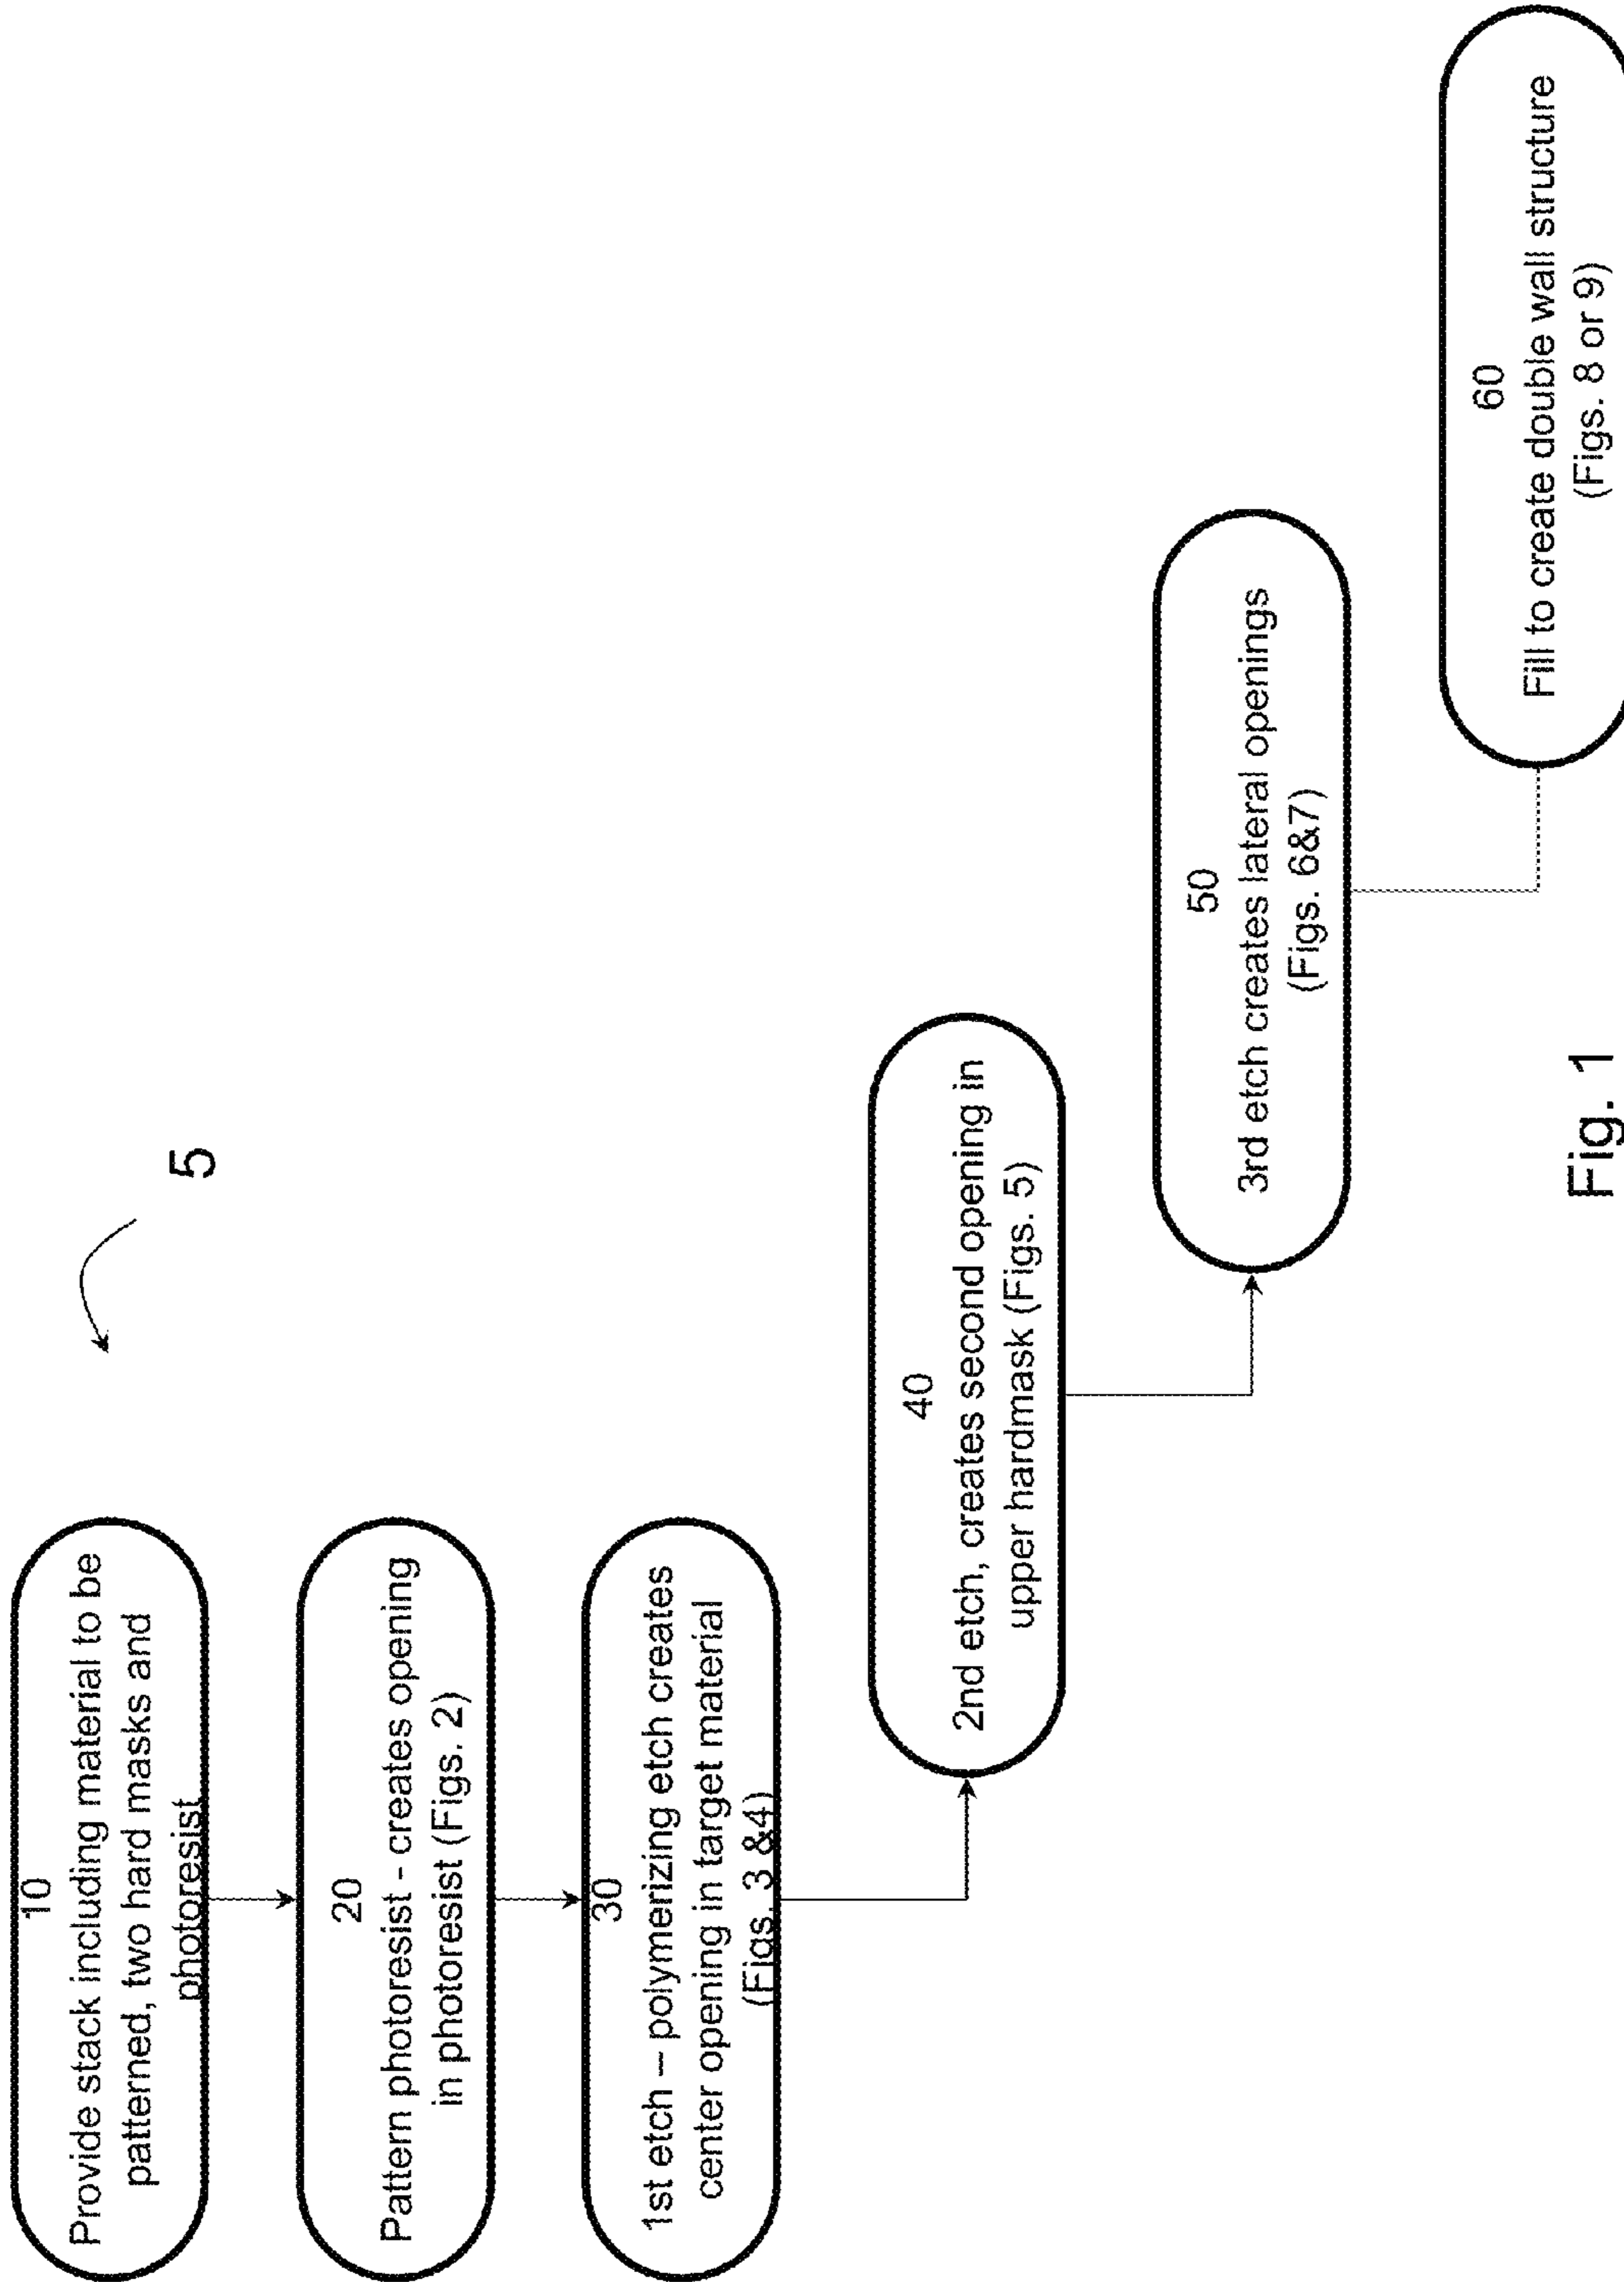 5
10
Provide stack including material to be
patterned, two hard masks and
photoresist
20
Pattern photoresist - creates opening
in photoresist (Figs. 2)
30
1st etch – polymerizing etch creates
center opening in target material
(Figs. 3 &4)
40
2nd etch, creates second opening in
upper hardmask (Figs. 5)
50
3rd etch creates lateral openings
(Figs. 6&7)
60
Fill to create double wall structure
(Figs. 8 or 9)
Fig. 1